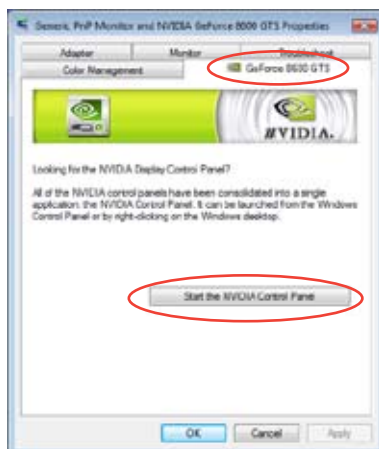 Generic PnP Monitor and NVIDIA GeForce 8600 GTS Properties
Adapter Monitor Troubleshoot
Color Management GeForce 8600 GTS
NVIDIA.
Looking for the NVIDIA Display Control Panel?
All of the NVIDIA control panels have been consolidated into a single
application: the NVIDIA Control Panel. It can be launched from the Windows
Control Panel or by right-clicking on the Windows desktop.
Start the NVIDIA Control Panel
OK Cancel Apply